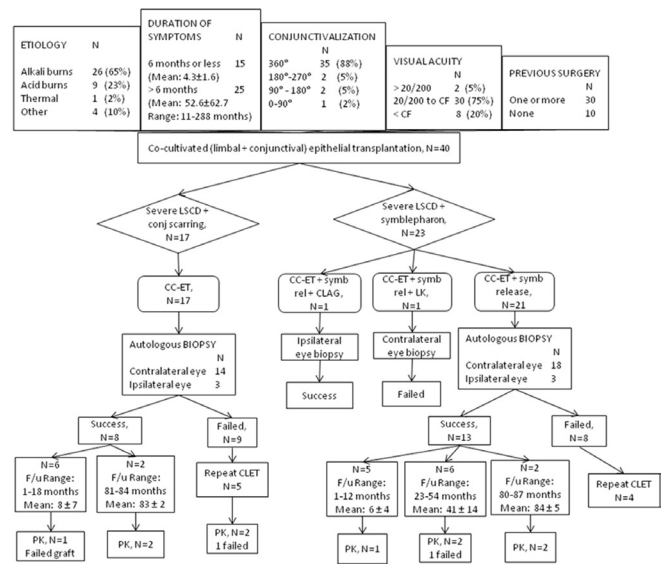 ETIOLOGY N
Alkali burns 26 (65%)
Acid burns 9 (23%)
Thermal 1 (2%)
Other 4 (10%)
DURATION OF
SYMPTOMS N
6 months or less 15
(Mean: 4.3±1.6)
> 6 months 25
(Mean: 52.6±62.7
Range: 11-288 months)
CONJUNCTIVALIZATION
N
360° 35 (88%)
180°-270° 2 (5%)
90° - 180° 2 (5%)
0-90° 1 (2%)
VISUAL ACUITY
N
> 20/200 2 (5%)
20/200 to CF 30 (75%)
< CF 8 (20%)
PREVIOUS SURGERY
N
One or more 30
None 10
Co-cultivated (limbal + conjunctival) epithelial transplantation, N=40
Severe LSCD +
conj scarring,
N=17
Severe LSCD +
symblepharon,
N=23
CC-ET,
N=17
CC-ET + symb
rel + CLAG,
N=1
CC-ET + symb
rel + LK,
N=1
CC-ET + symb
release,
N=21
Autologous BIOPSY
N
Contralateral eye 14
Ipsilateral eye 3
Ipsilateral
eye biopsy
Contralateral
eye biopsy
Autologous BIOPSY
N
Contralateral eye 18
Ipsilateral eye 3
Success
Failed
Success,
N=8
Failed,
N=9
Success,
N=13
Failed,
N=8
N=6
F/u Range:
1-18 months
Mean: 8 ± 7
N=2
F/u Range:
81-84 months
Mean: 83 ± 2
Repeat CLET
N=5
N=5
F/u Range:
1-12 months
Mean: 6 ± 4
N=6
F/u Range:
23-54 months
Mean: 41 ± 14
N=2
F/u Range:
80-87 months
Mean: 84 ± 5
Repeat CLET
N=4
PK, N=1
Failed graft
PK, N=2
PK, N=2
1 failed
PK, N=1
PK, N=2
1 failed
PK, N=2